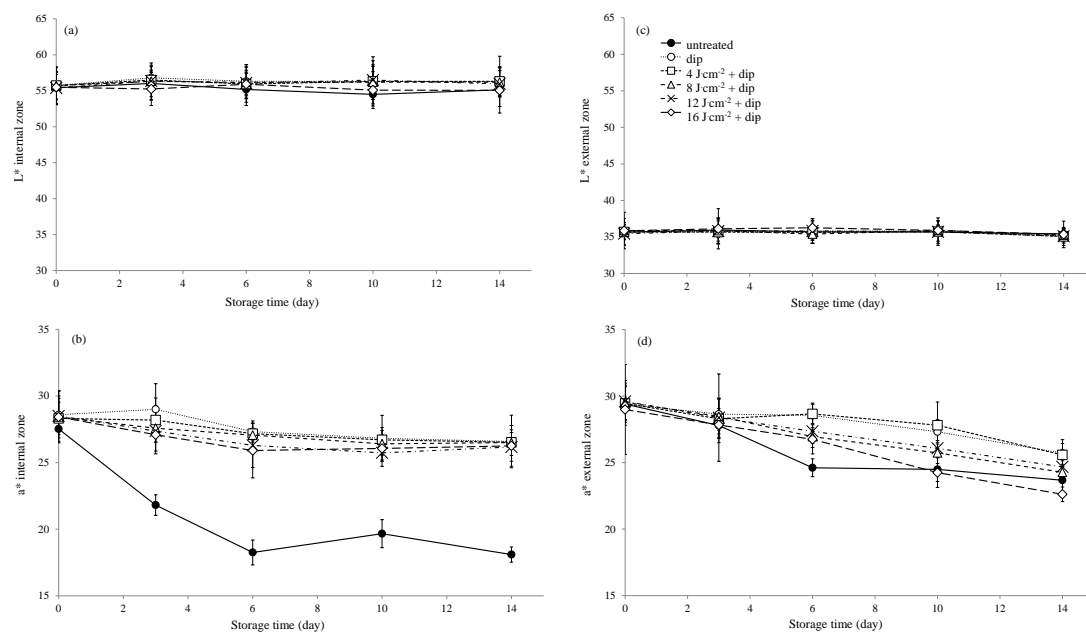 (a)
65
60
55
50
45
40
35
30
0 2 4 6 8 10 12 14
L* internal zone
Storage time (day)
(c)
65
60
55
50
45
40
35
30
0 2 4 6 8 10 12 14
L* external zone
Storage time (day)
untreated
dip
4 J·cm⁻² + dip
8 J·cm⁻² + dip
12 J·cm⁻² + dip
16 J·cm⁻² + dip
(b)
35
30
25
20
15
0 2 4 6 8 10 12 14
a* internal zone
Storage time (day)
(d)
35
30
25
20
15
0 2 4 6 8 10 12 14
a* external zone
Storage time (day)